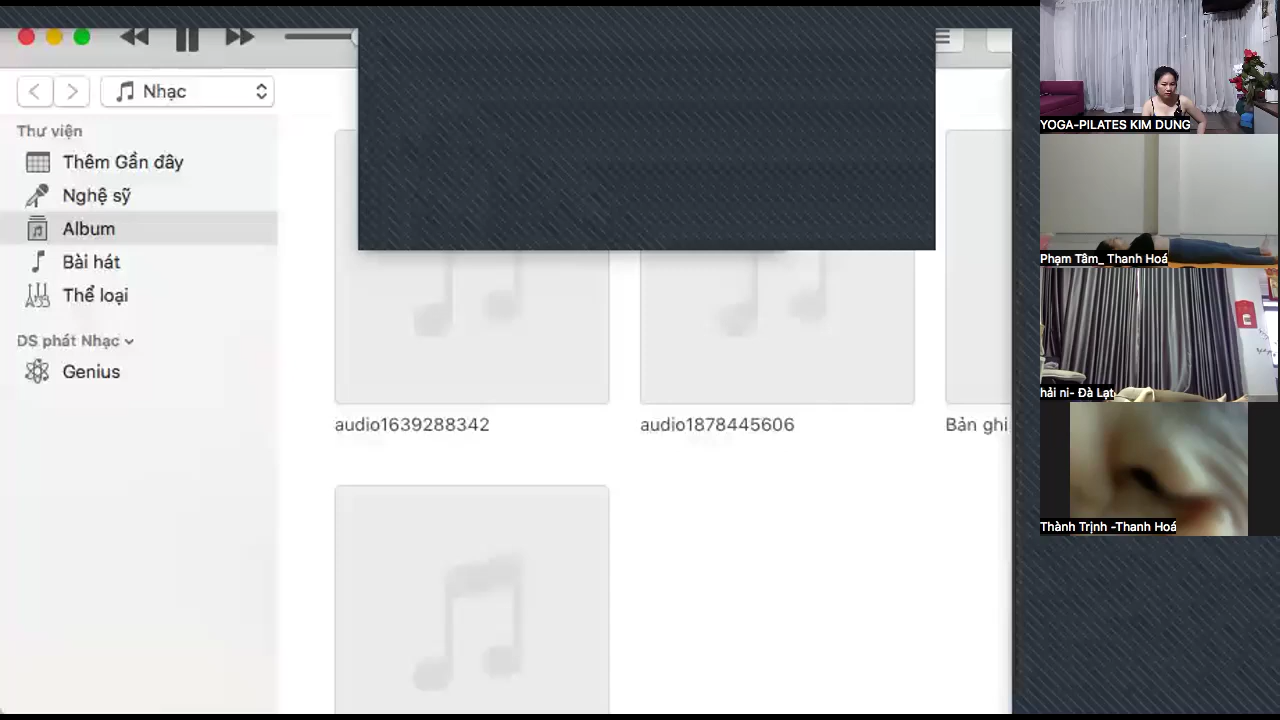 Nhạc
Thư viện
Thêm Gần đây
Nghệ sỹ
Album
Bài hát
Thể loại
DS phát Nhạc
Genius
audio1639288342
audio1878445606
Bản ghi
YOGA-PILATES KIM DUNG
Phạm Tâm_ Thanh Hoá
hải ni- Đà Lạt
Thành Trịnh -Thanh Hoá